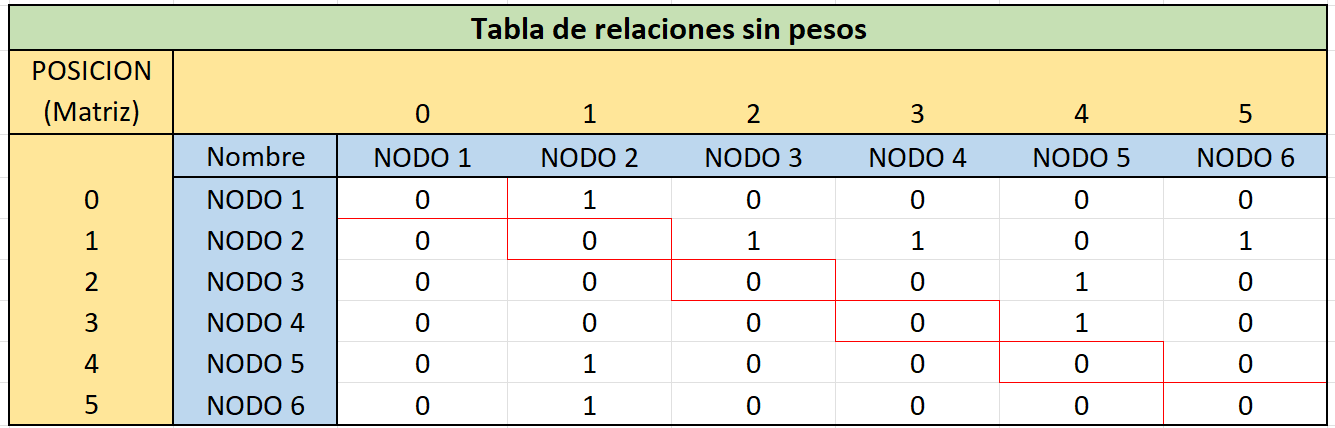 Tabla de relaciones sin pesos
POSICION
(Matriz) 0 1 2 3 4 5
Nombre NODO 1 NODO 2 NODO 3 NODO 4 NODO 5 NODO 6
0 NODO 1 0 1 0 0 0 0
1 NODO 2 0 0 1 1 0 1
2 NODO 3 0 0 0 0 1 0
3 NODO 4 0 0 0 0 1 0
4 NODO 5 0 1 0 0 0 0
5 NODO 6 0 1 0 0 0 0